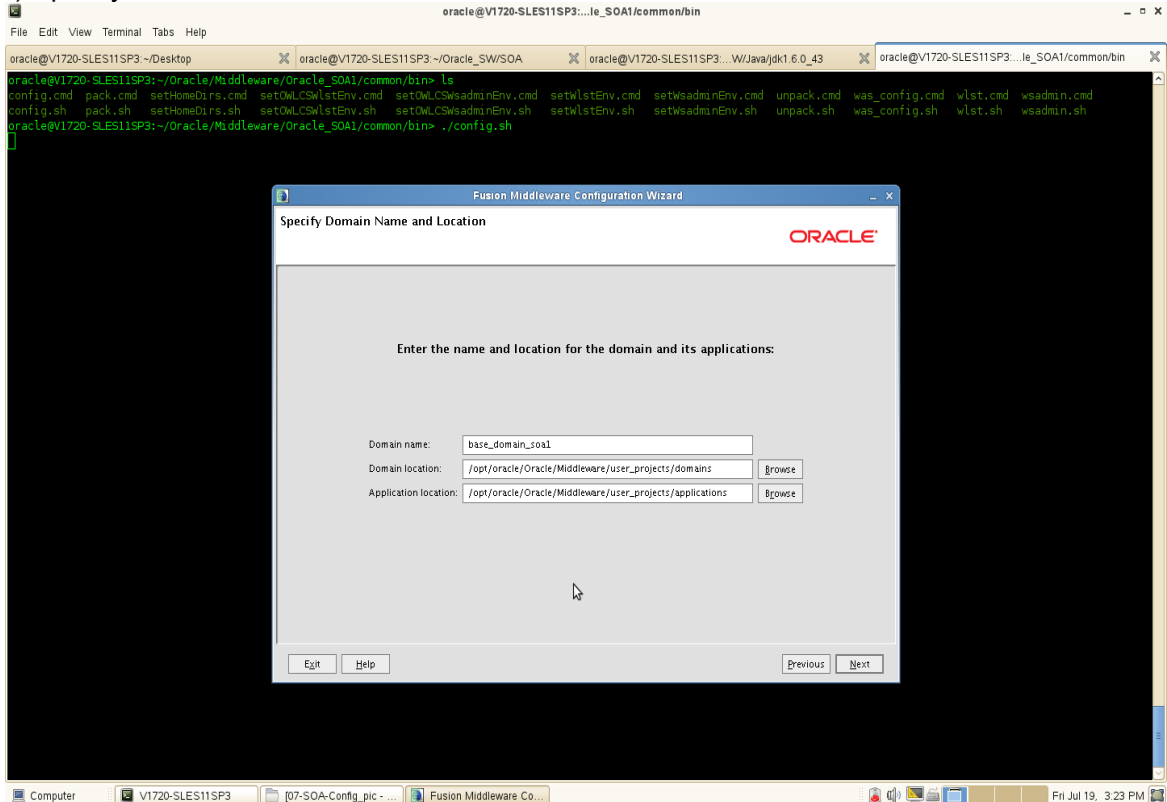 oracle@V1720-SLES11SP3:...le_SOA1/common/bin
File Edit View Terminal Tabs Help
oracle@V1720-SLES11SP3:~/Desktop
oracle@V1720-SLES11SP3:~/Oracle_SW/SOA
oracle@V1720-SLES11SP3:...W/Java/jdk1.6.0_43
oracle@V1720-SLES11SP3:...le_SOA1/common/bin
oracle@V1720-SLES11SP3:~/Oracle/Middleware/Oracle_SOA1/common/bin> ls
config.cmd pack.cmd setHomeDirs.cmd setOWLCSWlstEnv.cmd setOWLCSWsadminEnv.cmd setWlstEnv.cmd setWsadminEnv.cmd unpack.cmd was_config.cmd wlst.cmd wsadmin.cmd
config.sh pack.sh setHomeDirs.sh setOWLCSWlstEnv.sh setOWLCSWsadminEnv.sh setWlstEnv.sh setWsadminEnv.sh unpack.sh was_config.sh wlst.sh wsadmin.sh
oracle@V1720-SLES11SP3:~/Oracle/Middleware/Oracle_SOA1/common/bin> ./config.sh
Fusion Middleware Configuration Wizard
Specify Domain Name and Location
ORACLE
Enter the name and location for the domain and its applications:
Domain name: base_domain_soa1
Domain location: /opt/oracle/Oracle/Middleware/user_projects/domains Browse
Application location: /opt/oracle/Oracle/Middleware/user_projects/applications Browse
Exit Help Previous Next
Computer V1720-SLES11SP3 [07-SOA-Config_pic - ... Fusion Middleware Co... Fri Jul 19, 3:23 PM